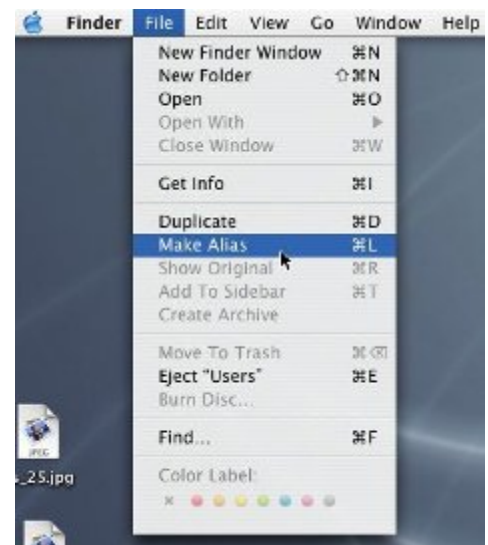 Finder File Edit View Go Window Help
New Finder Window ⌘N
New Folder ⇧⌘N
Open ⌘O
Open With ▶
Close Window ⌘W
Get Info ⌘I
Duplicate ⌘D
Make Alias ⌘L
Show Original ⌘R
Add To Sidebar ⌘T
Create Archive
Move To Trash ⌘⌫
Eject "Users" ⌘E
Burn Disc...
Find... ⌘F
Color Label:
×
JPEG
s_25.jpg